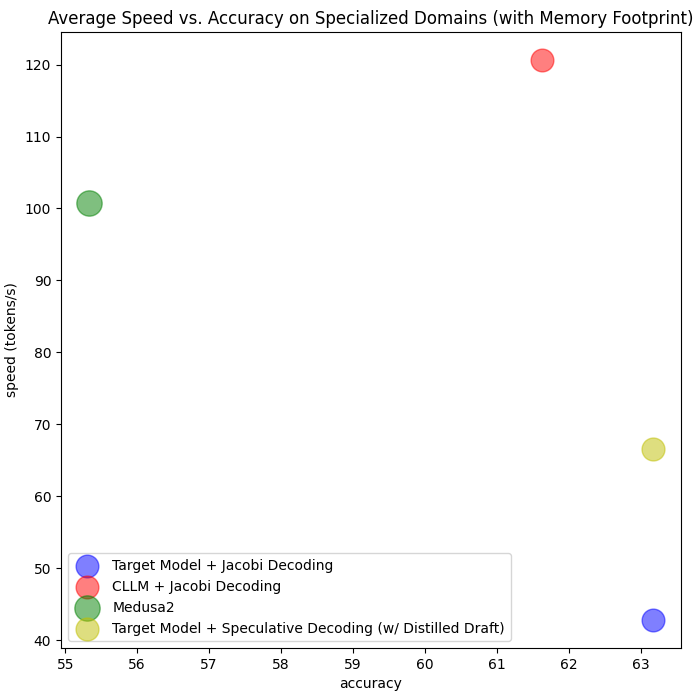 Average Speed vs. Accuracy on Specialized Domains (with Memory Footprint)
120
110
100
90
80
70
60
50
40
speed (tokens/s)
Target Model + Jacobi Decoding
CLLM + Jacobi Decoding
Medusa2
Target Model + Speculative Decoding (w/ Distilled Draft)
55 56 57 58 59 60 61 62 63
accuracy